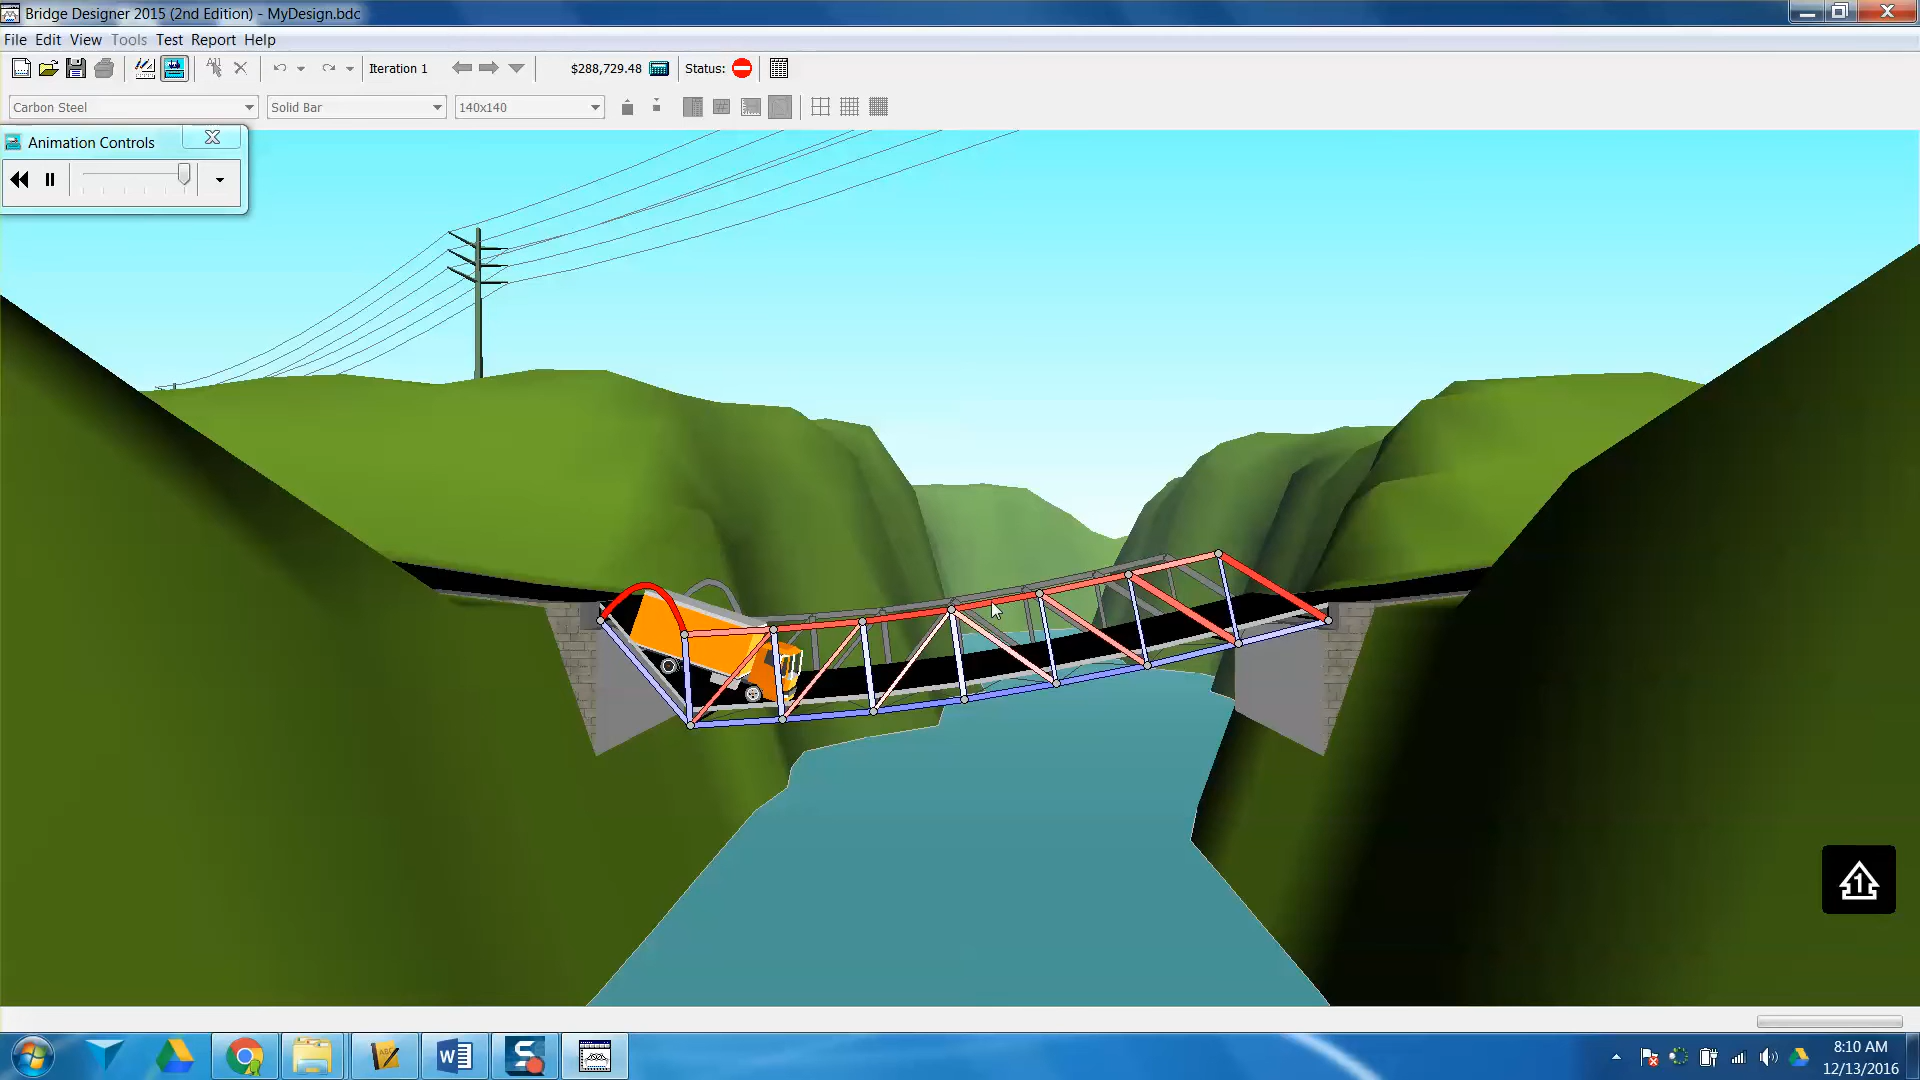 Bridge Designer 2015 (2nd Edition) - MyDesign.bdc
File Edit View Tools Test Report Help
Iteration 1 $288,729.48 Status:
Carbon Steel Solid Bar 140x140
Animation Controls
1
8:10 AM
12/13/2016